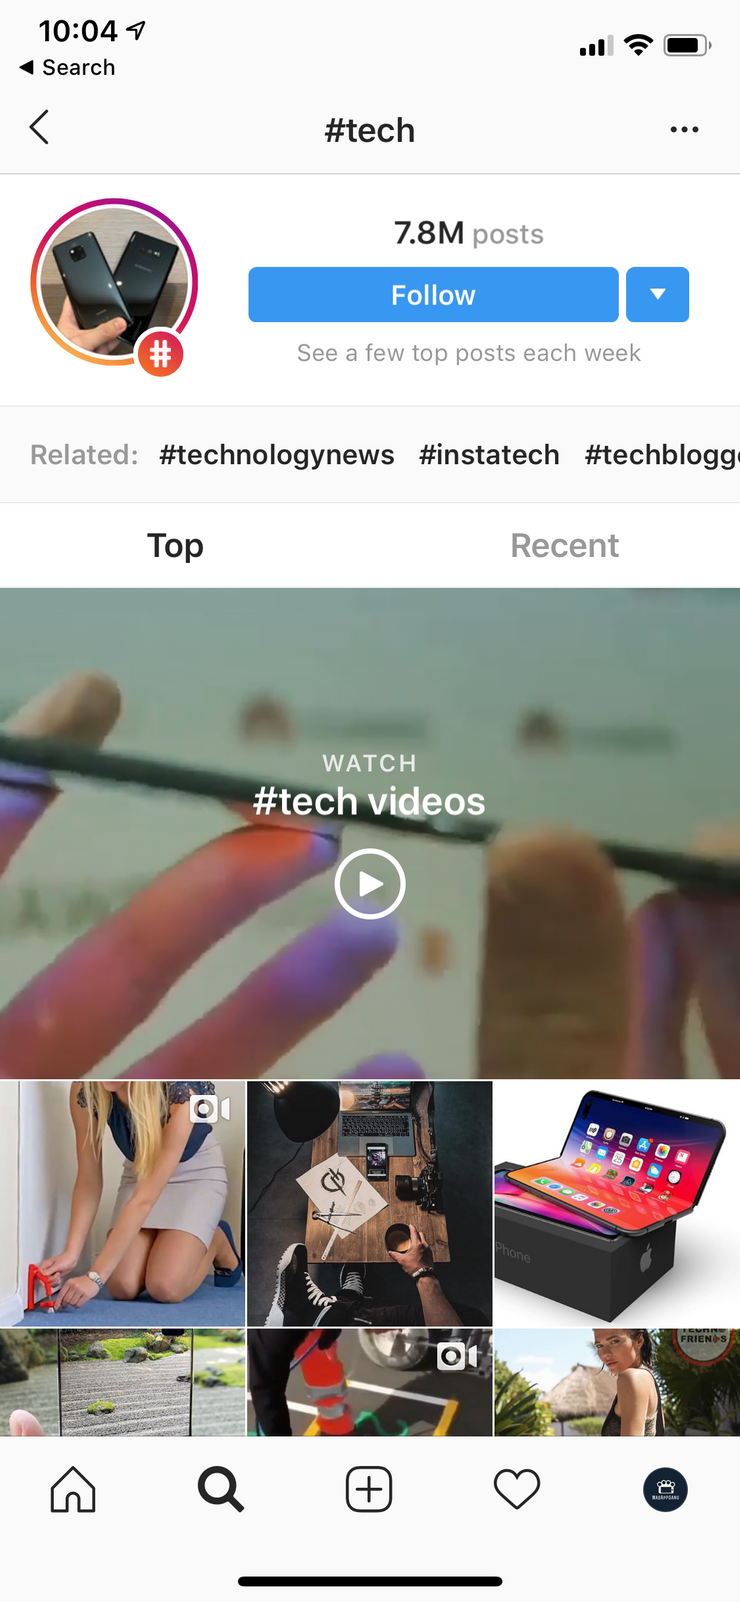 10:04
◀ Search
#tech
7.8M posts
Follow
See a few top posts each week
Related: #technologynews #instatech #techblogg
Top
Recent
WATCH
#tech videos
iPhone
TECHNO
FRIENDS